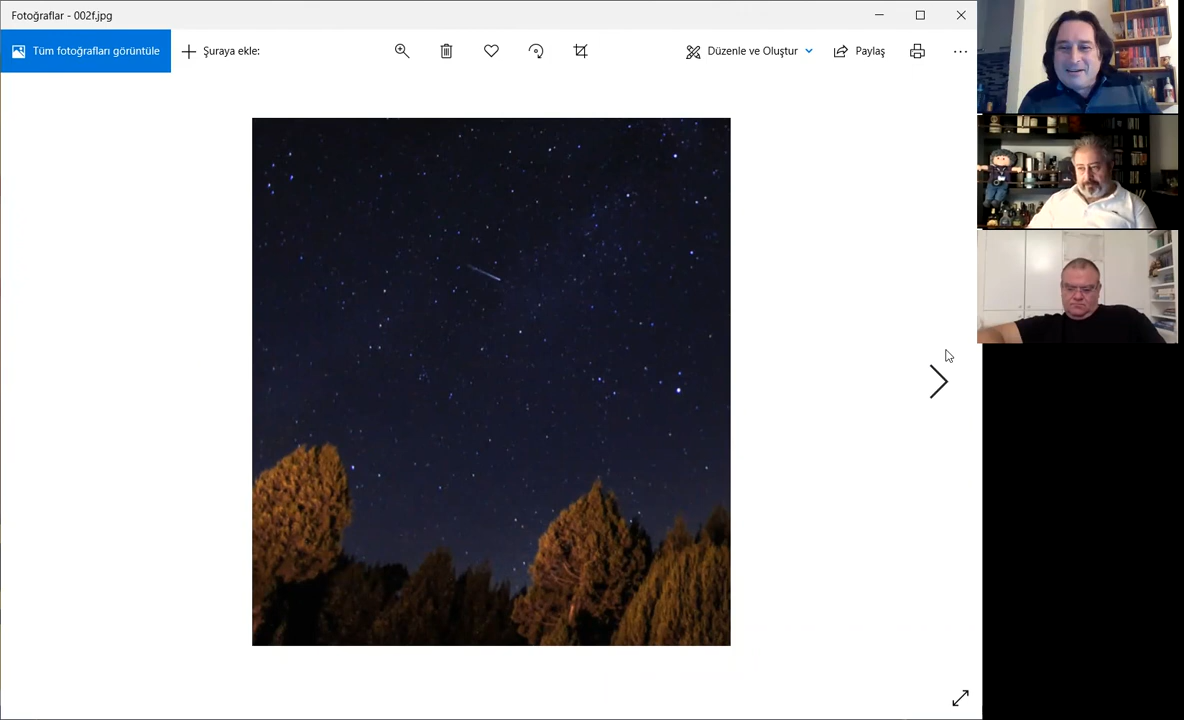 Fotoğraflar - 002f.jpg
Tüm fotoğrafları görüntüle
Şuraya ekle:
Düzenle ve Oluştur
Paylaş